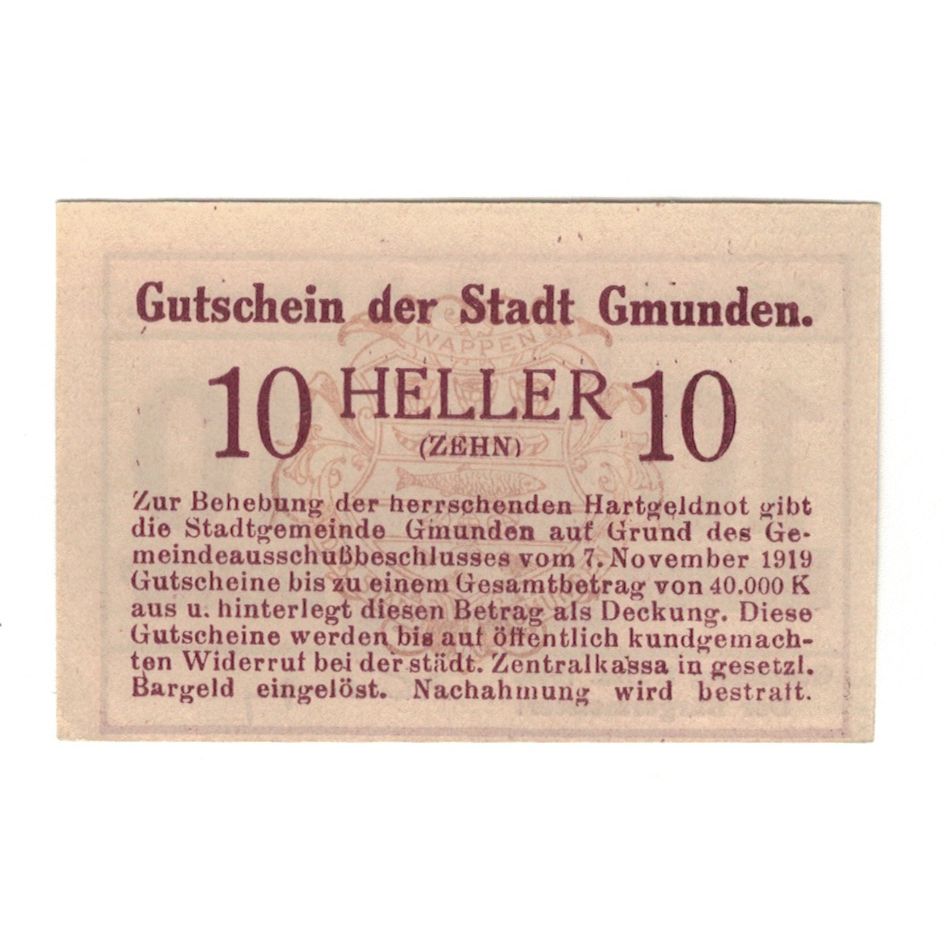 Gutschein der Stadt Gmunden.
WAPPEN
10 HELLER 10
(ZEHN)
Zur Behebung der herrschenden Hartgeldnot gibt
die Stadtgemeinde Gmunden auf Grund des Ge-
meindeausschußbeschlusses vom 7. November 1919
Gutscheine bis zu einem Gesamtbetrag von 40.000 K
aus u. hinterlegt diesen Betrag als Deckung. Diese
Gutscheine werden bis auf öffentlich kundgemach-
ten Widerruf bei der städt. Zentralkassa in gesetzl.
Bargeld eingelöst. Nachahmung wird bestraft.